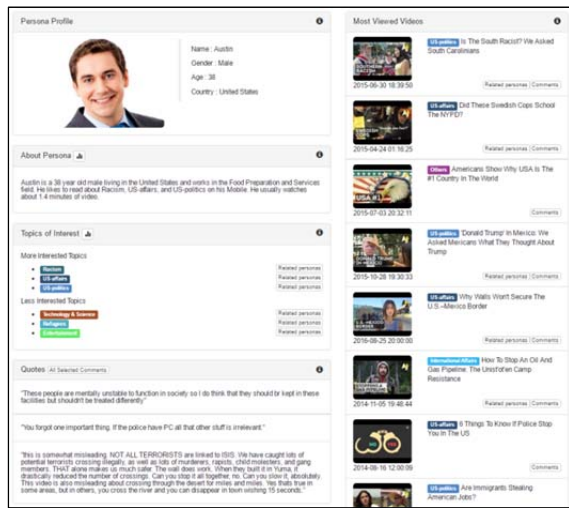 Persona Profile
Name : Austin
Gender : Male
Age : 38
Country : United States
About Persona
Austin is a 38 year old male living in the United States and works in the Food Preparation and Services
field. He likes to read about Racism, US-affairs, and US-politics on his Mobile. He usually watches
about 1.4 minutes of video.
Topics of Interest
More Interested Topics
Racism Related personas
US-affairs Related personas
US-politics Related personas
Less Interested Topics
Technology & Science Related personas
Refugees Related personas
Entertainment Related personas
Quotes All Selected Comments
"These people are mentally unstable to function in society so I do think that they should br kept in these
facilities but shouldn't be treated differently"
"You forgot one important thing. If the police have PC all that other stuff is irrelevant."
"this is somewhat misleading. NOT ALL TERRORISTS are linked to ISIS. We have caught lots of
potential terrorists crossing illegally, as well as lots of murderers, rapists, child molesters, and gang
members. THAT alone makes us much safer. The wall does work. When they built it in Yuma, if
drastically reduced the number of crossings. Can you stop it all together, no. Can you slow it, absolutely.
This video is also misleading about crossing through the desert for miles and miles. Yes thats true in
some areas, but in others, you cross the river and you can disappear in town wishing 15 seconds."
Most Viewed Videos
US-politics Is The South Racist? We Asked
South Carolinians
SOUTHERN
RACISM
2015-06-30 18:39:50
Related personas Comments
US-affairs Did These Swedish Cops School
The NYPD?
2015-04-24 01:16:25
Related personas Comments
Others Americans Show Why USA Is The
#1 Country In The World
USA #1
2015-07-03 20:32:11
Comments
US-politics 'Donald Trump' In Mexico: We
Asked Mexicans What They Thought About
Trump
2015-10-28 19:30:33
Related personas Comments
US-affairs Why Walls Won't Secure The
U.S.-Mexico Border
U.S.-MEXICO
BORDER
2016-08-25 20:00:00
Related personas Comments
International Affairs How To Stop An Oil And
Gas Pipeline: The Unist'ot'en Camp
Resistance
2014-11-05 19:48:44
Related personas Comments
US-affairs 6 Things To Know If Police Stop
You In The US
2014-08-16 12:00:09
Comments
US-politics Are Immigrants Stealing
American Jobs?